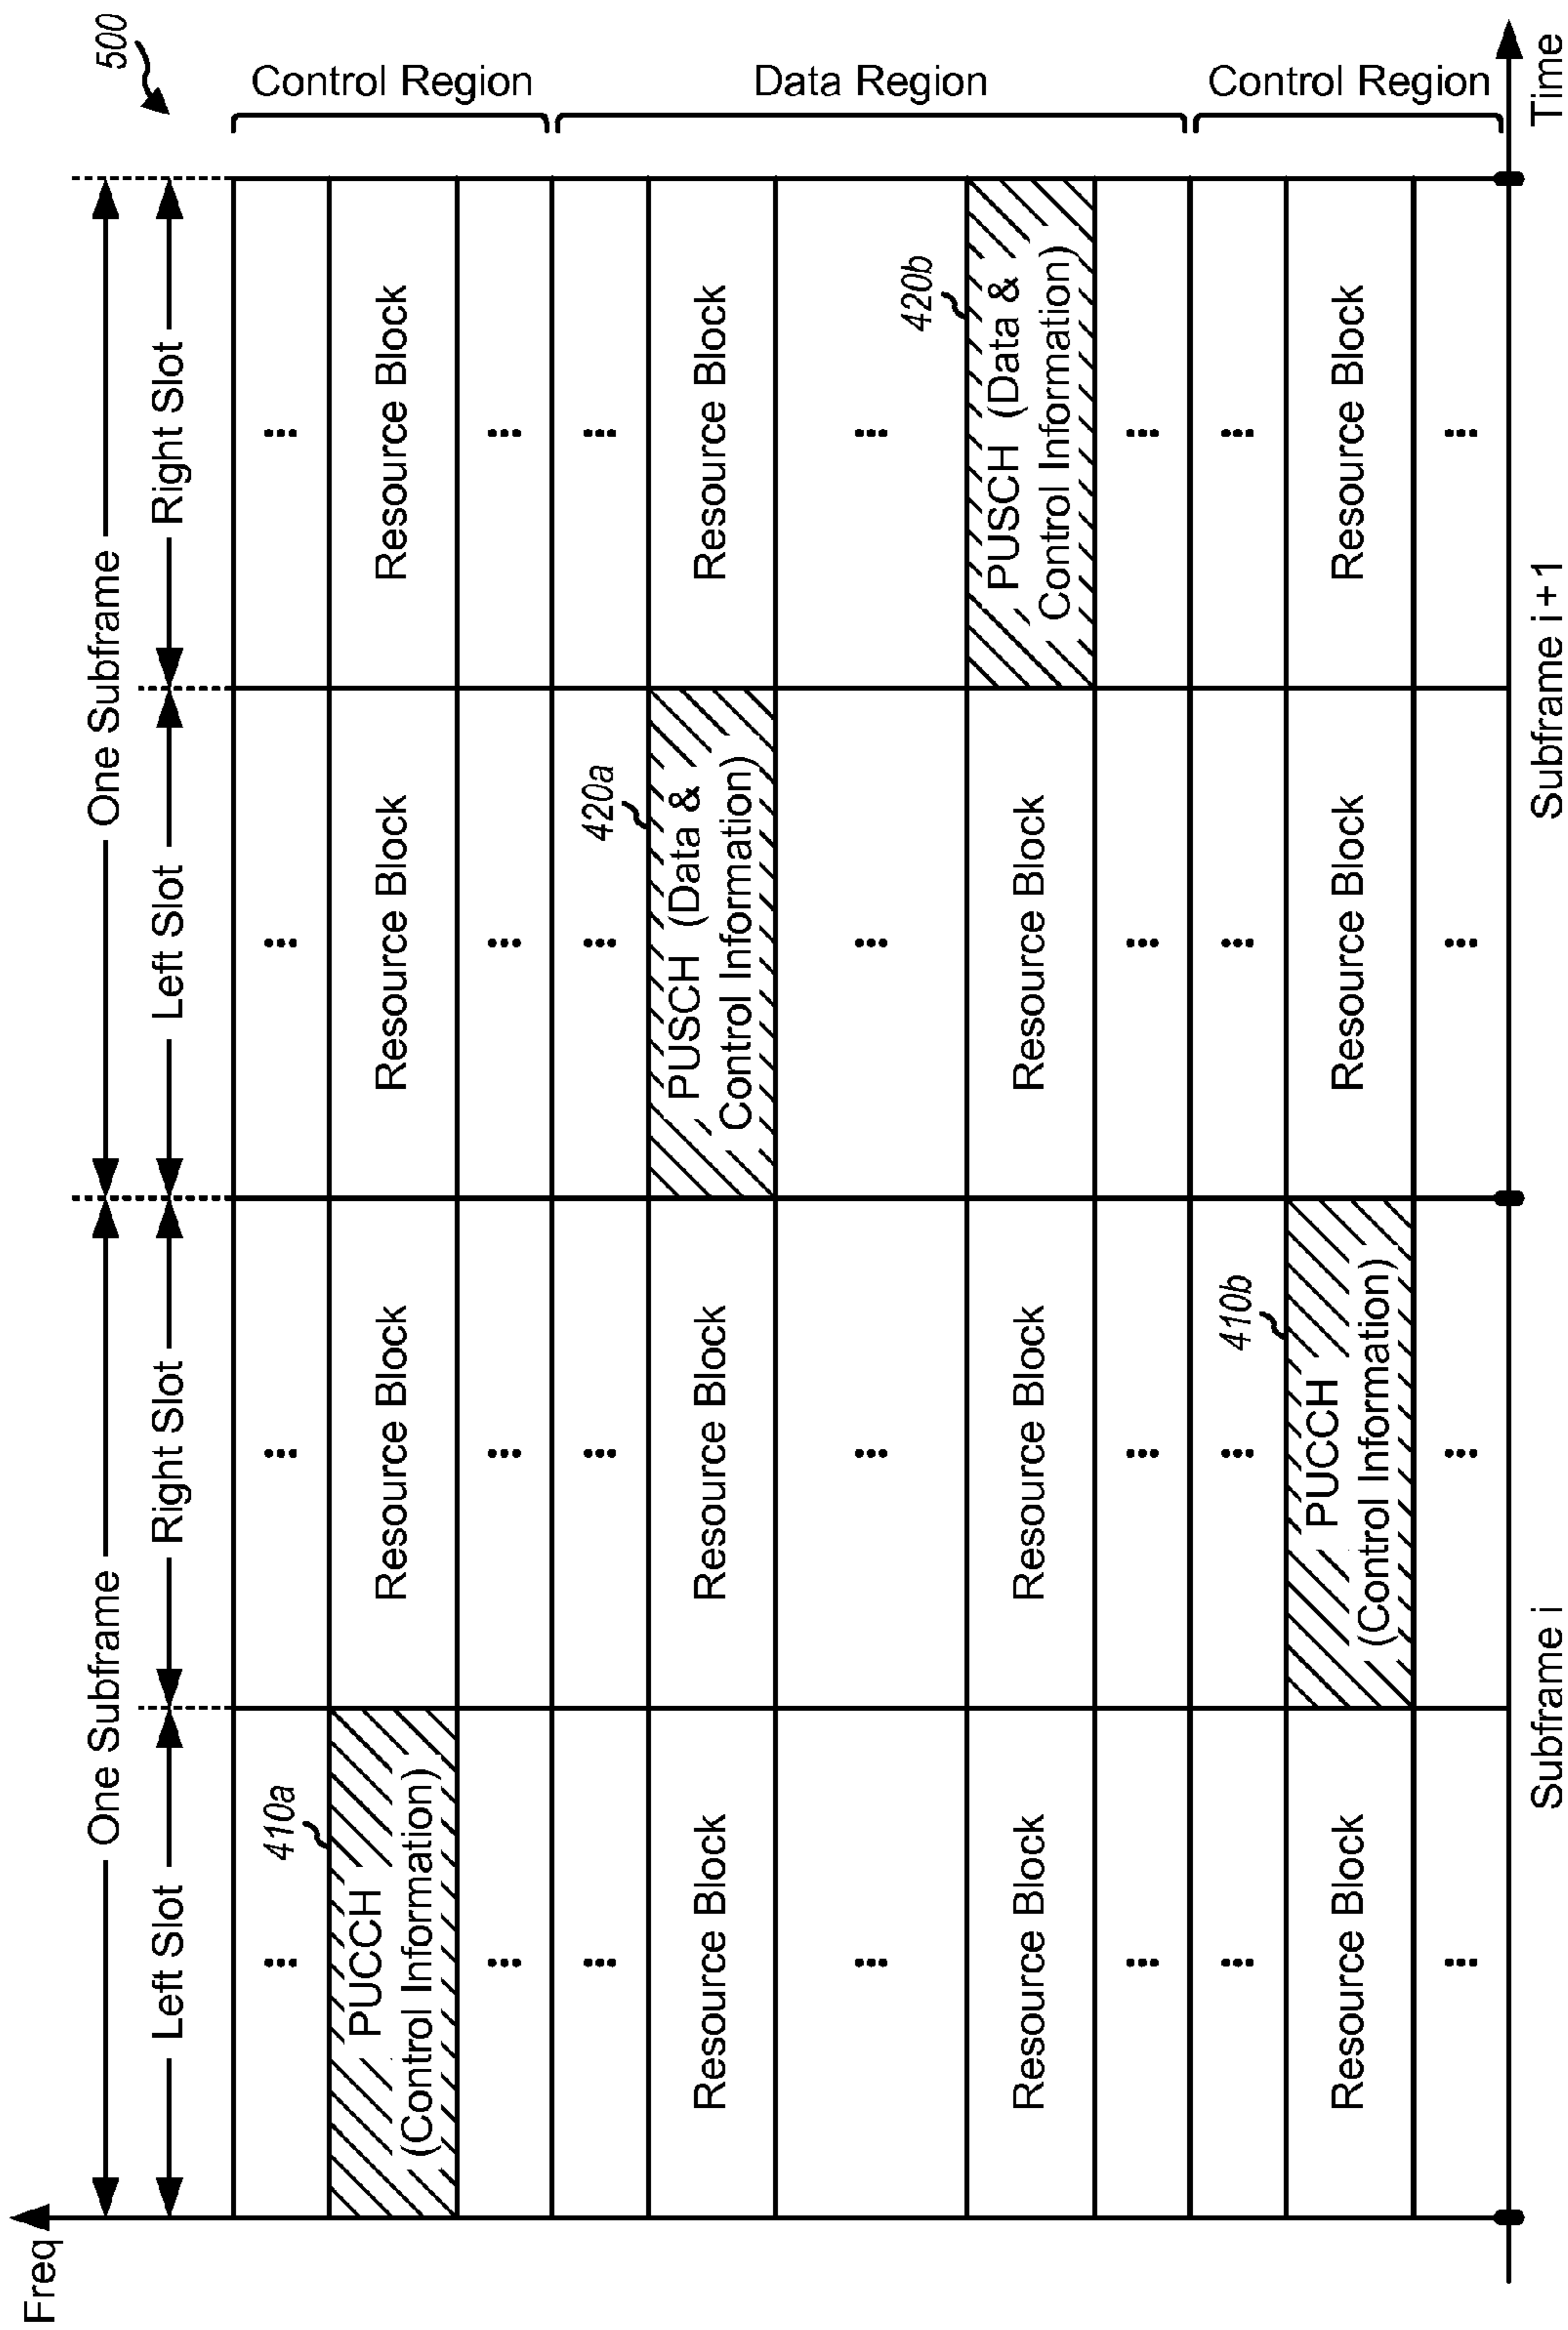 500
Freq
One Subframe
One Subframe
Left Slot
Right Slot
Left Slot
Right Slot
Control Region
Data Region
Control Region
...
...
...
...
410a
PUCCH
(Control Information)
Resource Block
Resource Block
Resource Block
...
...
...
...
...
...
...
...
420a
Resource Block
Resource Block
PUSCH (Data &
Control Information)
Resource Block
...
...
...
...
420b
Resource Block
Resource Block
Resource Block
PUSCH (Data &
Control Information)
...
...
...
...
...
...
...
...
410b
Resource Block
PUCCH
(Control Information)
Resource Block
Resource Block
...
...
...
...
Subframe i
Subframe i + 1
Time